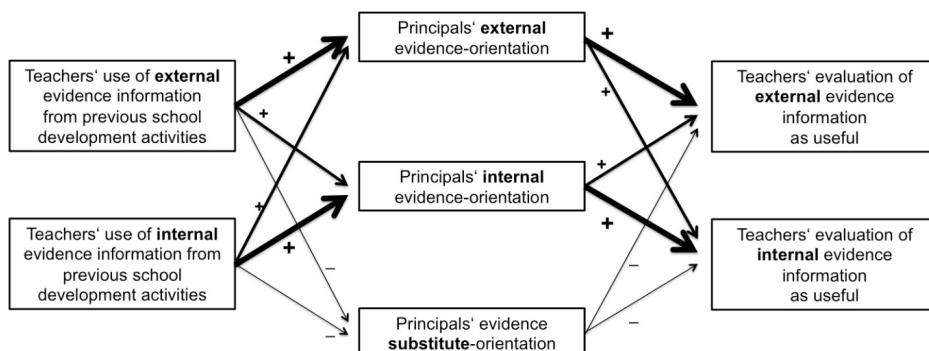 Teachers‘ use of external
evidence information
from previous school
development activities
Teachers‘ use of internal
evidence information from
previous school
development activities
+
+
+
+
–
–
Principals‘ external
evidence-orientation
Principals‘ internal
evidence-orientation
Principals‘ evidence
substitute-orientation
+
+
+
+
–
–
Teachers‘ evaluation of
external evidence
information
as useful
Teachers‘ evaluation of
internal evidence
information
as useful